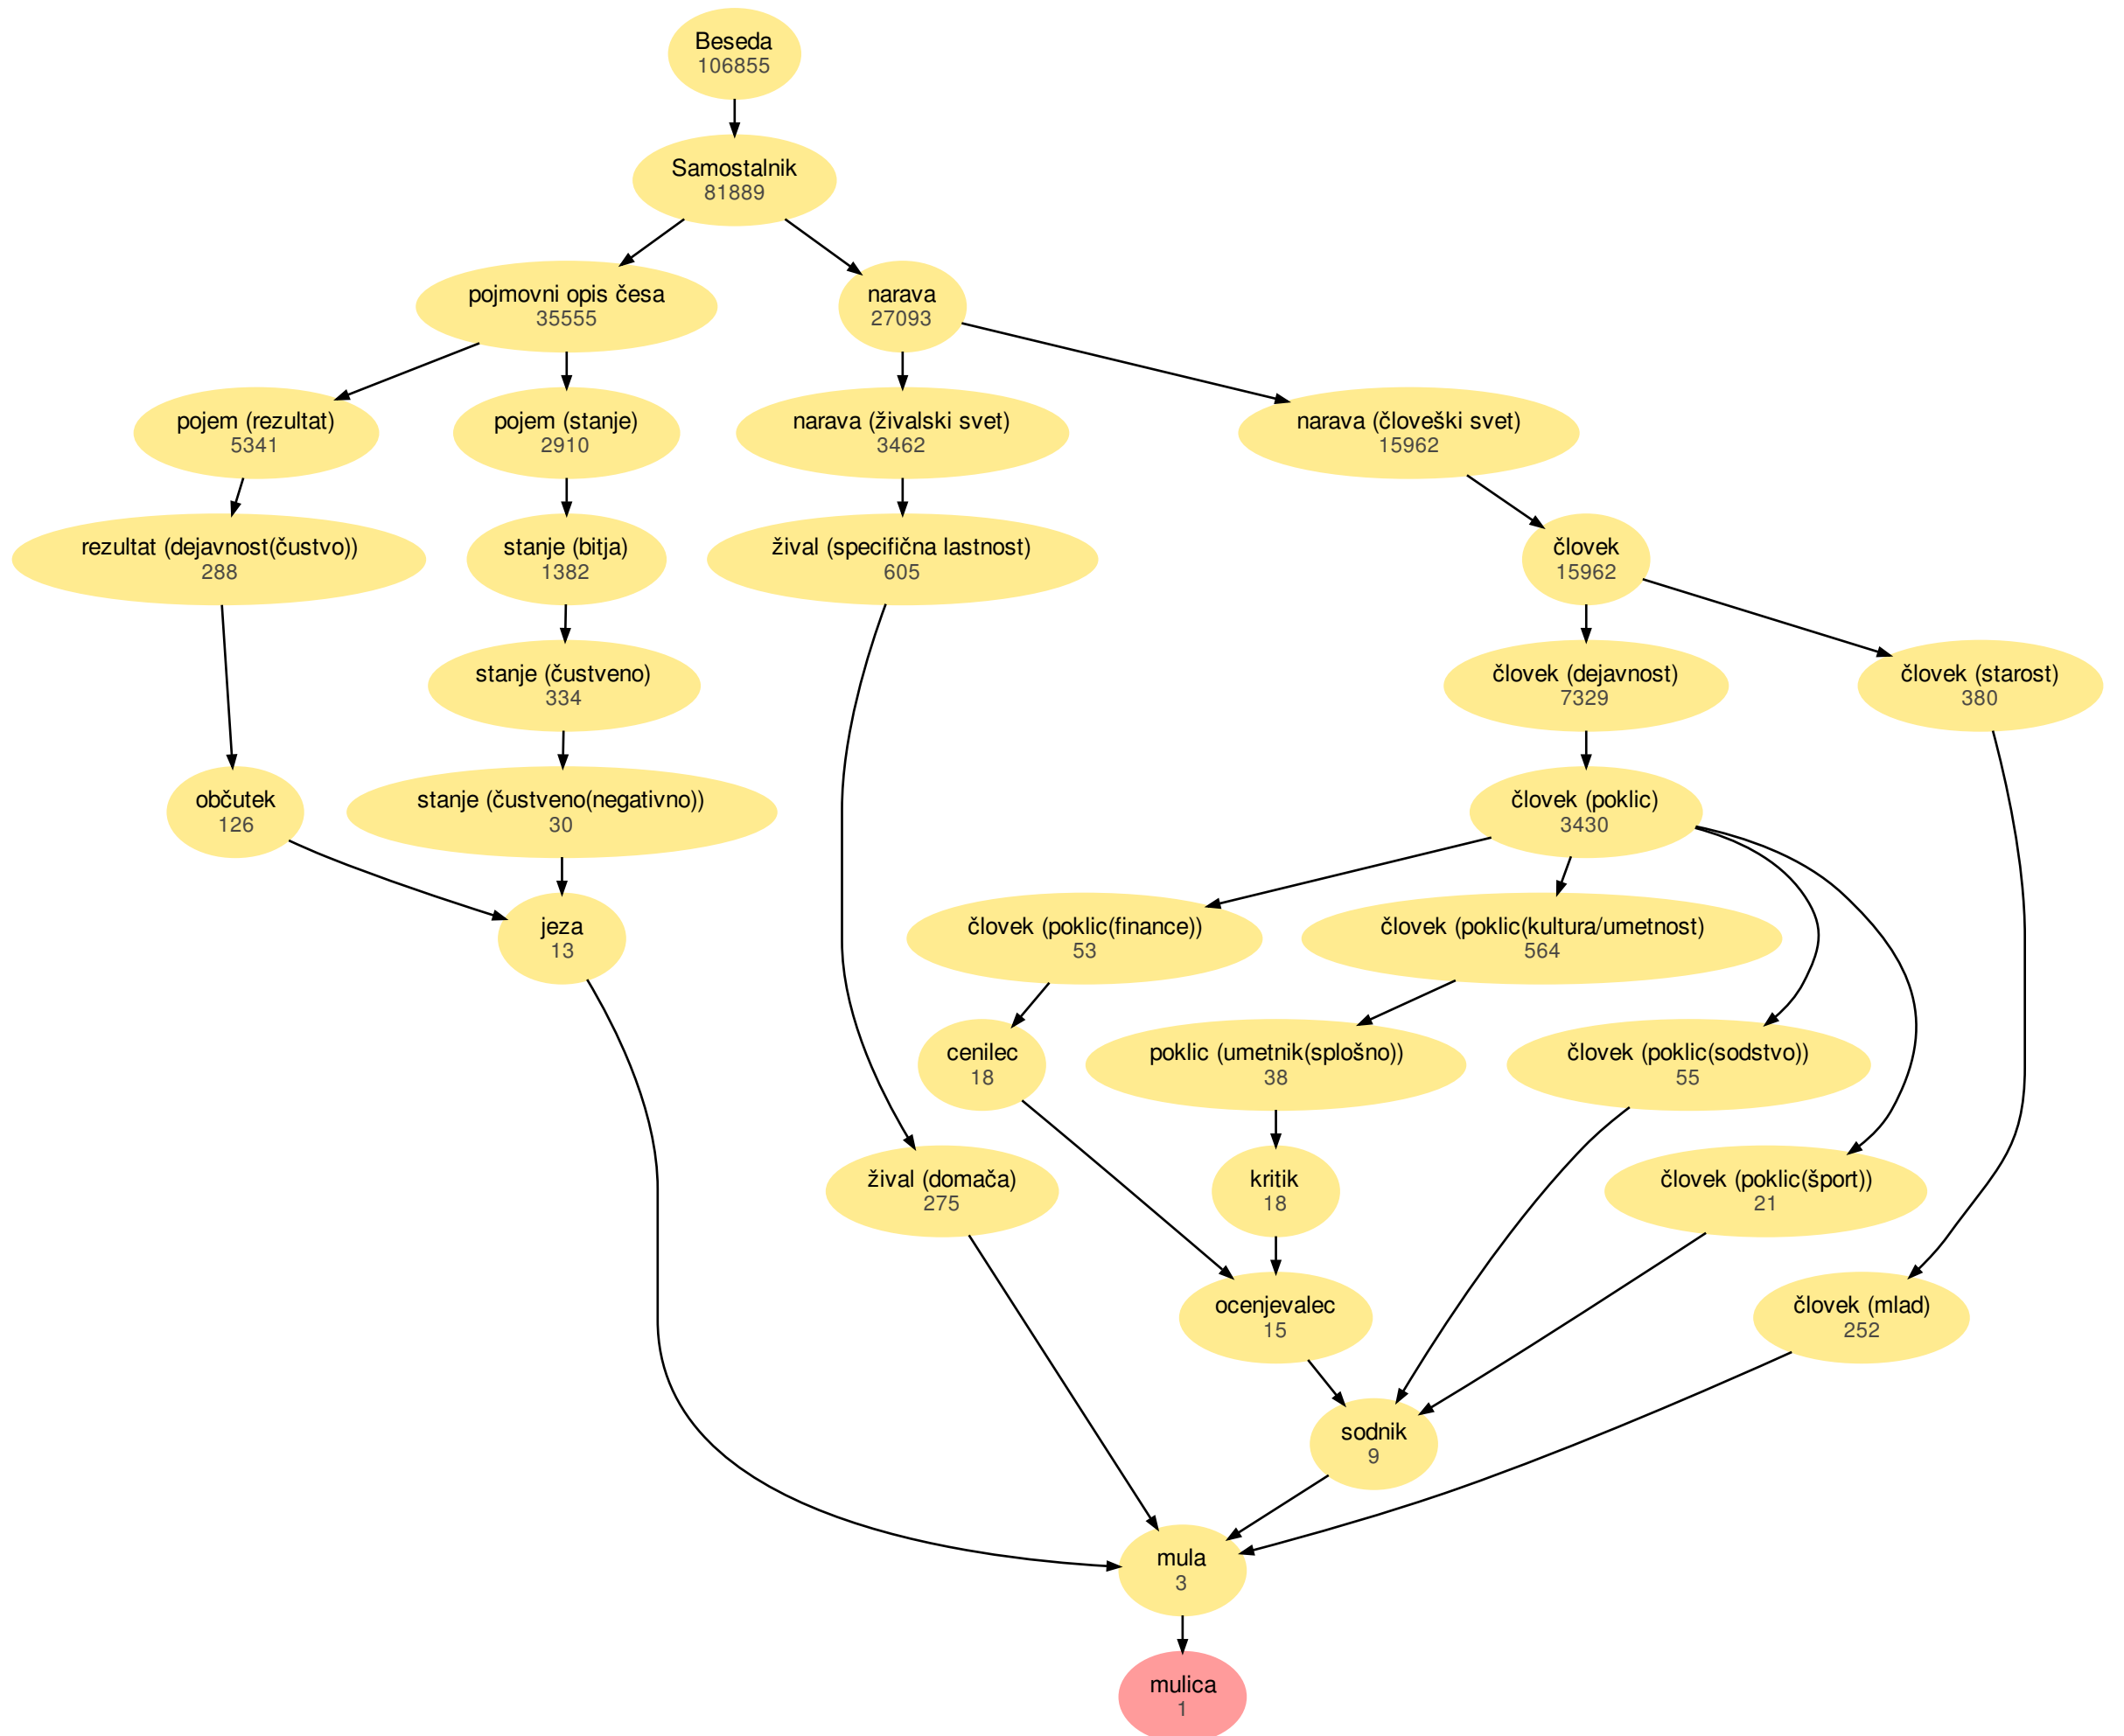 Beseda
106855
Samostalnik
81889
pojmovni opis česa
35555
narava
27093
pojem (rezultat)
5341
pojem (stanje)
2910
narava (živalski svet)
3462
narava (človeški svet)
15962
rezultat (dejavnost(čustvo))
288
stanje (bitja)
1382
žival (specifična lastnost)
605
človek
15962
stanje (čustveno)
334
človek (dejavnost)
7329
človek (starost)
380
občutek
126
stanje (čustveno(negativno))
30
človek (poklic)
3430
jeza
13
človek (poklic(finance))
53
človek (poklic(kultura/umetnost)
564
cenilec
18
poklic (umetnik(splošno))
38
človek (poklic(sodstvo))
55
žival (domača)
275
kritik
18
človek (poklic(šport))
21
ocenjevalec
15
človek (mlad)
252
sodnik
9
mula
3
mulica
1